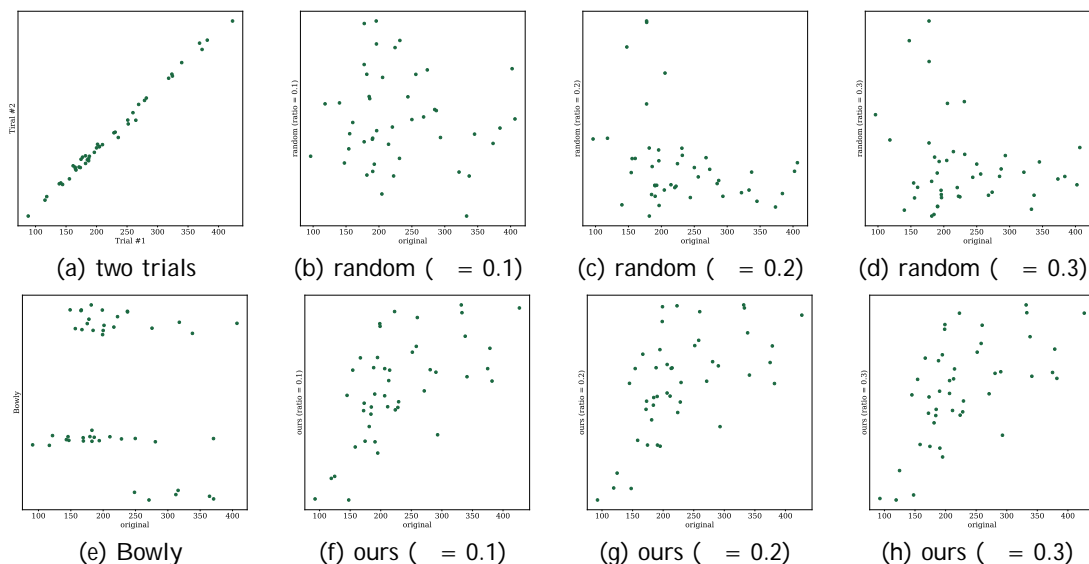 Tiral #2
100 150 200 250 300 350 400
Trial #1
(a) two trials
random (ratio = 0.1)
100 150 200 250 300 350 400
original
(b) random ( = 0.1)
random (ratio = 0.2)
100 150 200 250 300 350 400
original
(c) random ( = 0.2)
random (ratio = 0.3)
100 150 200 250 300 350 400
original
(d) random ( = 0.3)
Bowly
100 150 200 250 300 350 400
original
(e) Bowly
ours (ratio = 0.1)
100 150 200 250 300 350 400
original
(f) ours ( = 0.1)
ours (ratio = 0.2)
100 150 200 250 300 350 400
original
(g) ours ( = 0.2)
ours (ratio = 0.3)
100 150 200 250 300 350 400
original
(h) ours ( = 0.3)